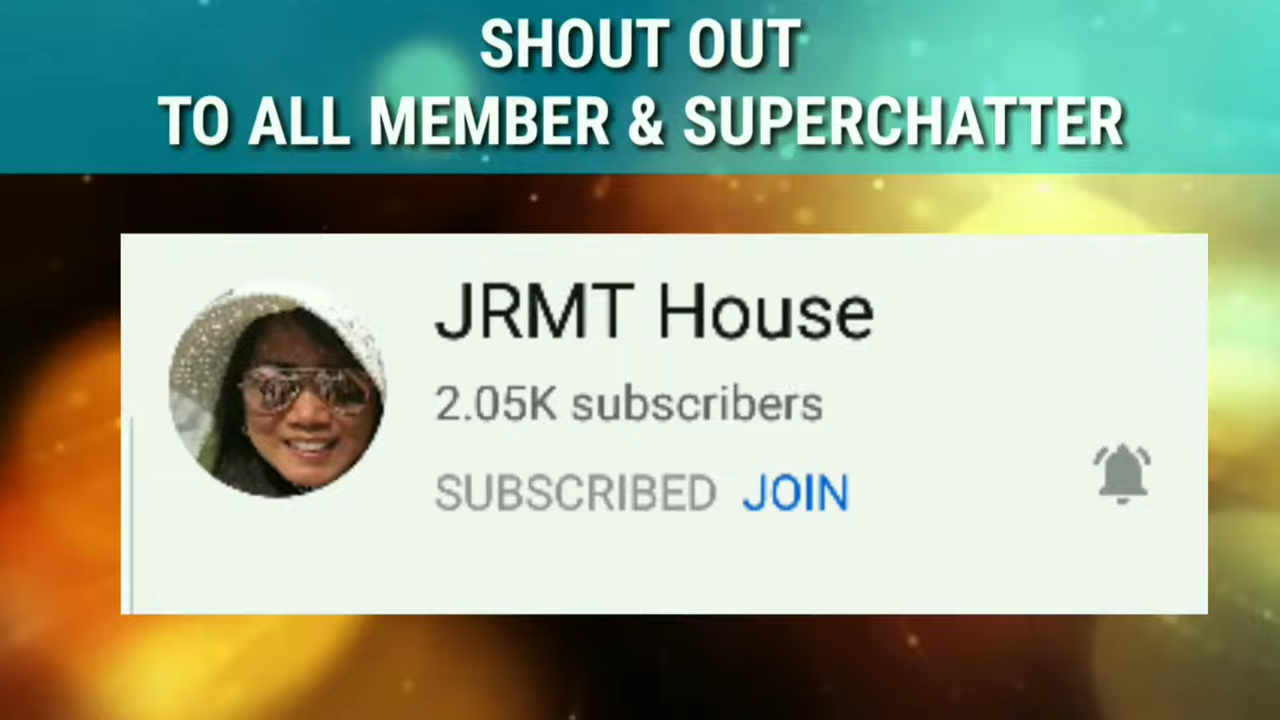 SHOUT OUT
TO ALL MEMBER & SUPERCHATTER
JRMT House
2.05K subscribers
SUBSCRIBED JOIN